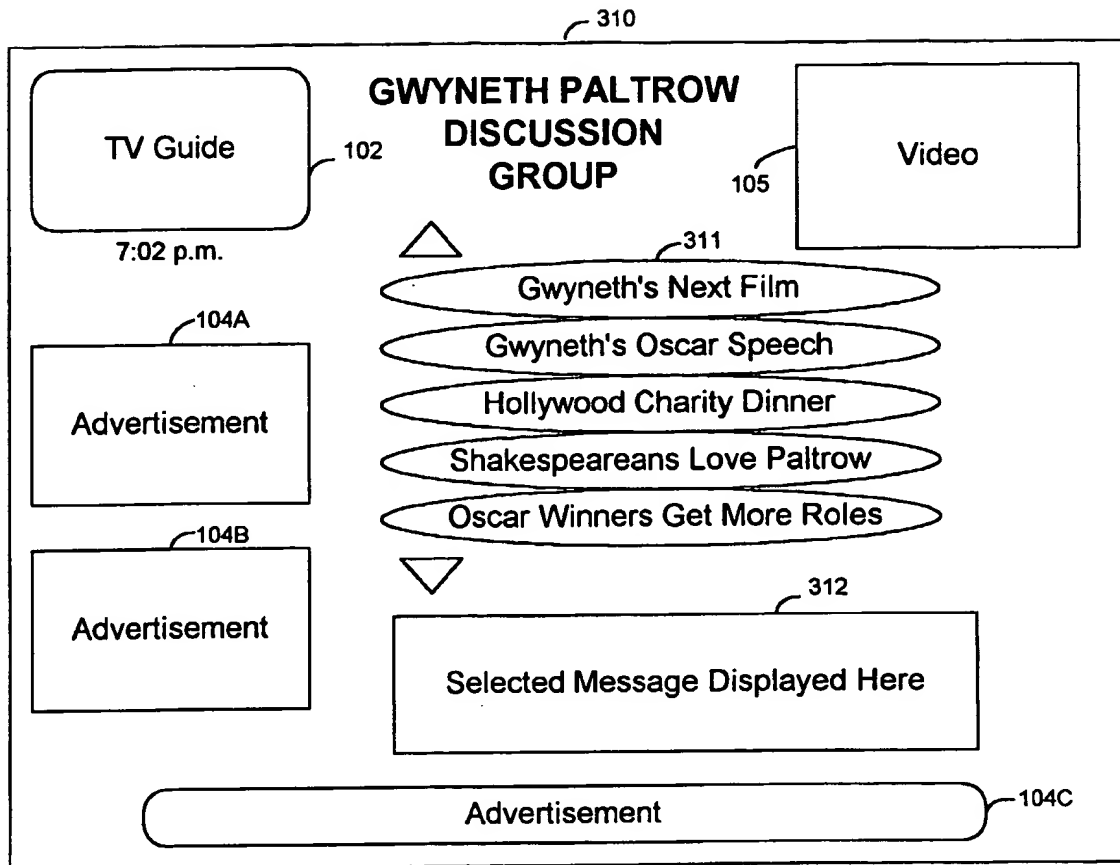 310
GWYNETH PALTROW
DISCUSSION
GROUP
TV Guide
102
105
Video
7:02 p.m.
311
Gwyneth's Next Film
Gwyneth's Oscar Speech
Hollywood Charity Dinner
Shakespeareans Love Paltrow
Oscar Winners Get More Roles
104A
Advertisement
104B
Advertisement
312
Selected Message Displayed Here
Advertisement
104C